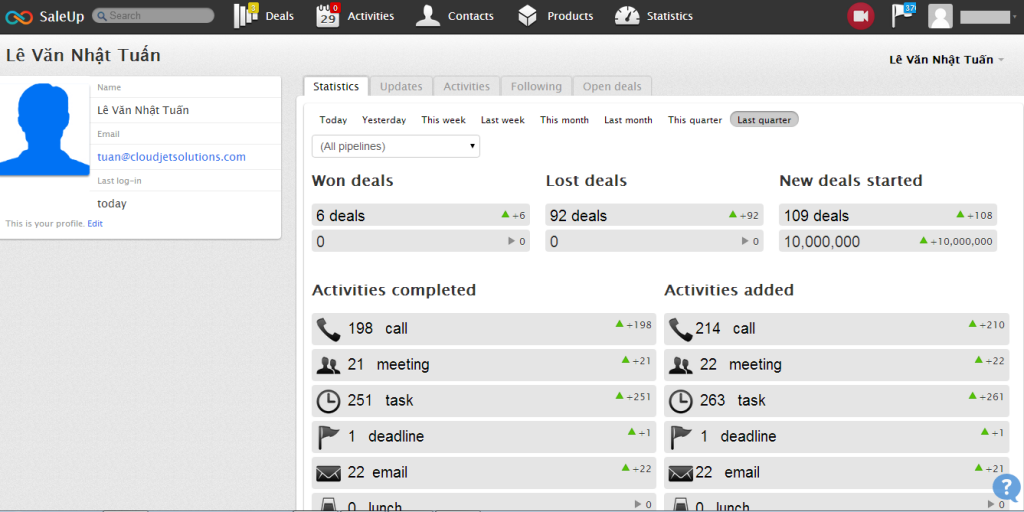 SaleUp
Search
3
Deals
0
29
Activities
Contacts
Products
Statistics
Lê Văn Nhật Tuấn
Lê Văn Nhật Tuấn
Name
Lê Văn Nhật Tuấn
Email
tuan@cloudjetsolutions.com
Last log-in
today
This is your profile. Edit
Statistics Updates Activities Following Open deals
Today Yesterday This week Last week This month Last month This quarter Last quarter
(All pipelines)
Won deals
6 deals +6
0 0
Lost deals
92 deals +92
0 0
New deals started
109 deals +108
10,000,000 +10,000,000
Activities completed
198 call +198
21 meeting +21
251 task +251
1 deadline +1
22 email +22
0 lunch 0
Activities added
214 call +210
22 meeting +22
263 task +261
1 deadline +1
22 email +21
0 lunch 0
?